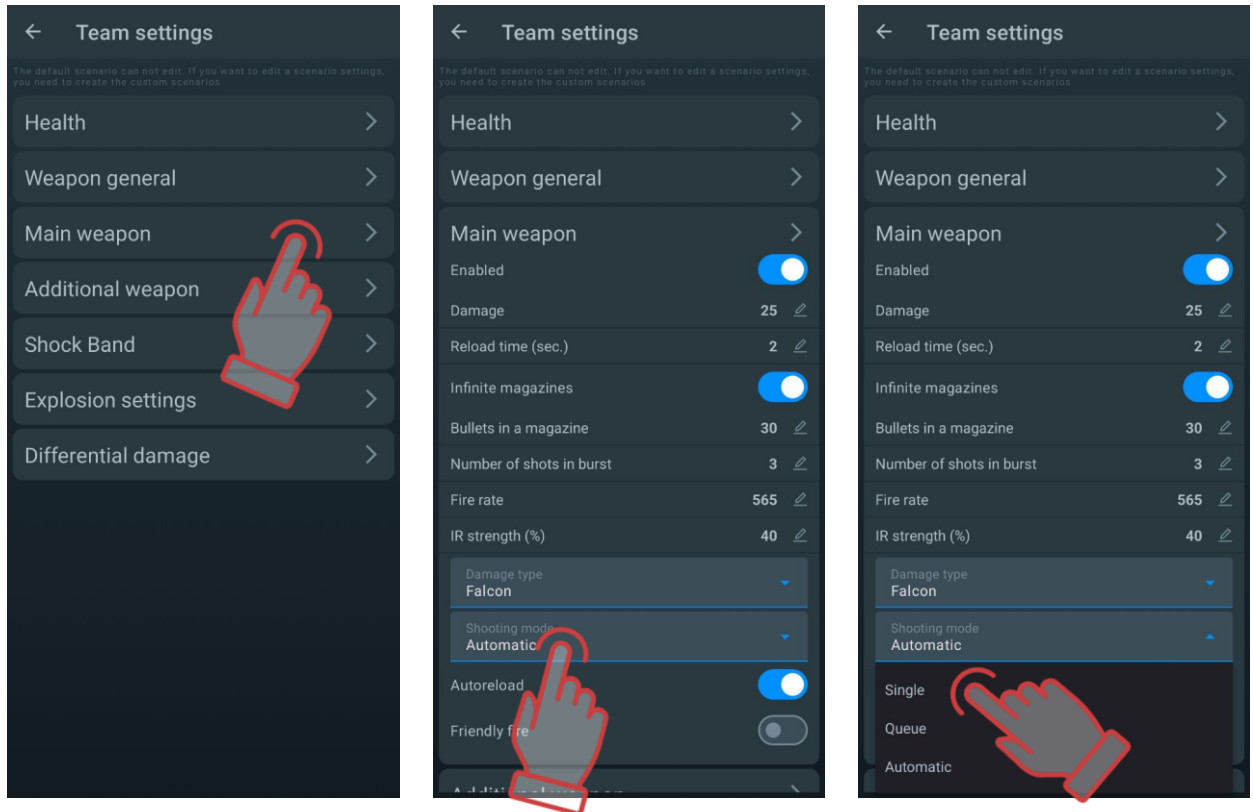 Team settings
The default scenario can not edit. If you want to edit a scenario settings,
you need to create the custom scenarios
Health
Weapon general
Main weapon
Additional weapon
Shock Band
Explosion settings
Differential damage
Team settings
The default scenario can not edit. If you want to edit a scenario settings,
you need to create the custom scenarios
Health
Weapon general
Main weapon
Enabled
Damage 25
Reload time (sec.) 2
Infinite magazines
Bullets in a magazine 30
Number of shots in burst 3
Fire rate 565
IR strength (%) 40
Damage type
Falcon
Shooting mode
Automatic
Autoreload
Friendly fire
Additional weapon
Team settings
The default scenario can not edit. If you want to edit a scenario settings,
you need to create the custom scenarios
Health
Weapon general
Main weapon
Enabled
Damage 25
Reload time (sec.) 2
Infinite magazines
Bullets in a magazine 30
Number of shots in burst 3
Fire rate 565
IR strength (%) 40
Damage type
Falcon
Shooting mode
Automatic
Single
Queue
Automatic